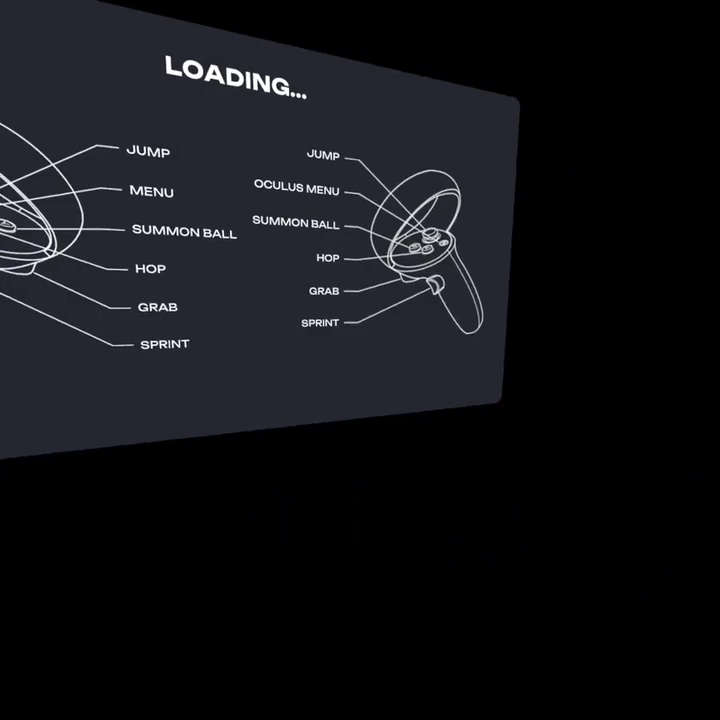 LOADING...
JUMP
MENU
SUMMON BALL
HOP
GRAB
SPRINT
JUMP
OCULUS MENU
SUMMON BALL
HOP
GRAB
SPRINT